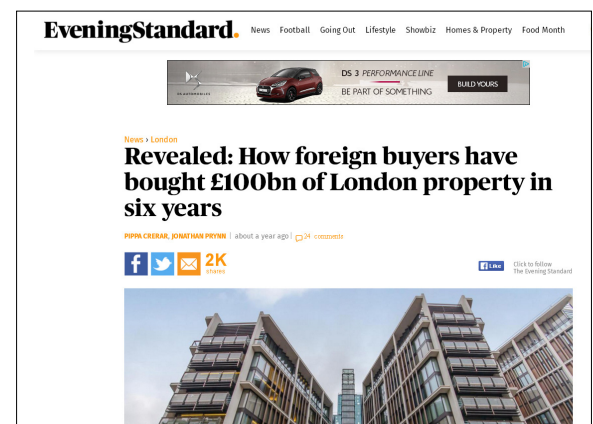 EveningStandard.
News Football Going Out Lifestyle Showbiz Homes & Property Food Month
DS 3 PERFORMANCE LINE
BE PART OF SOMETHING
BUILD YOURS
DS AUTOMOBILES
News › London
Revealed: How foreign buyers have
bought £100bn of London property in
six years
PIPPA CRERAR, JONATHAN PRYNN | about a year ago | 24 comments
f 2K
shares
f Like
Click to follow
The Evening Standard